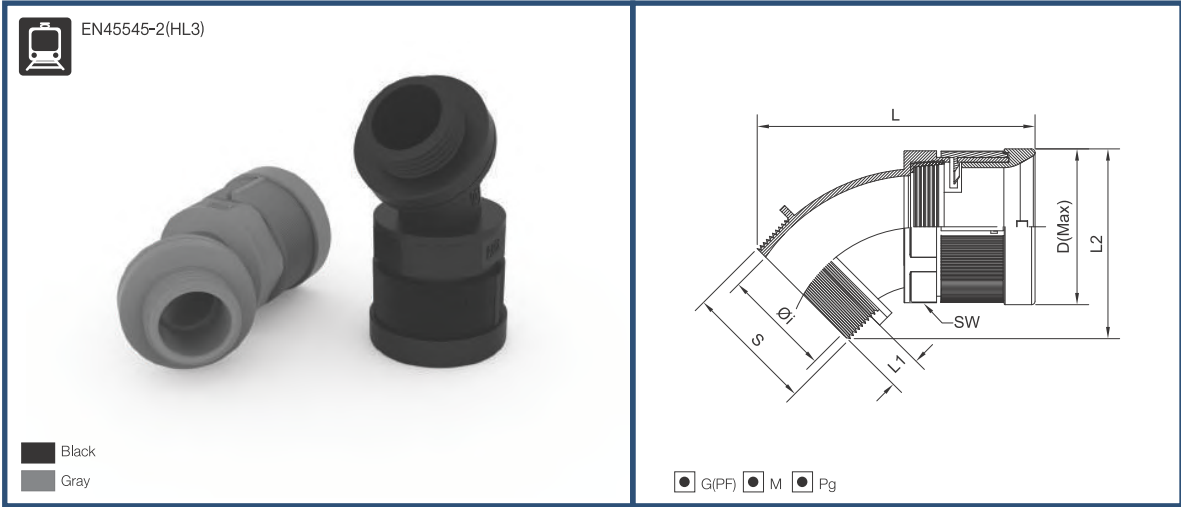 EN45545-2(HL3)
Black
Gray
L
D(Max)
L2
SW
Øi
S
L1
G(PF) M Pg